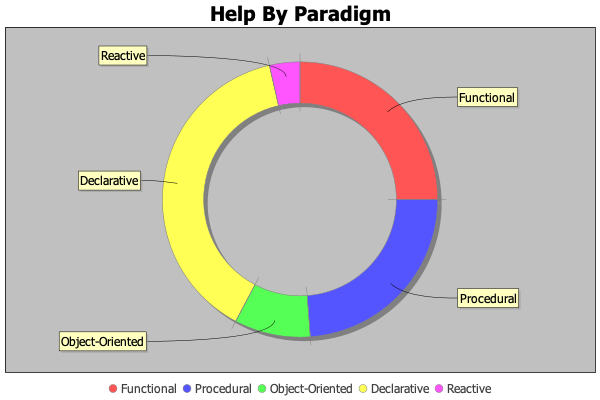 Help By Paradigm
Reactive
Functional
Declarative
Procedural
Object-Oriented
Functional Procedural Object-Oriented Declarative Reactive